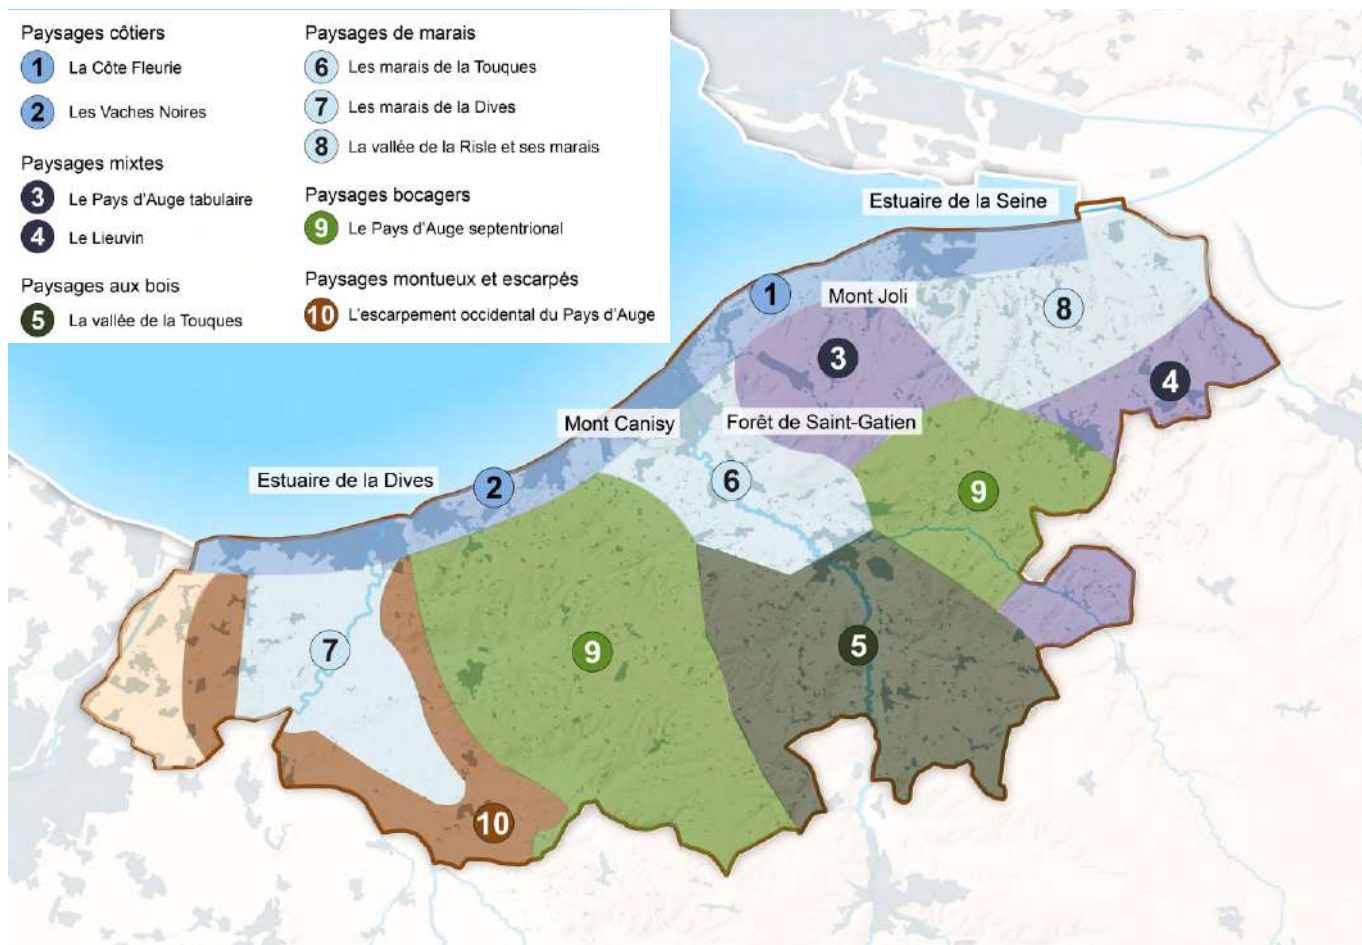 Paysages côtiers
1 La Côte Fleurie
2 Les Vaches Noires
Paysages mixtes
3 Le Pays d'Auge tabulaire
4 Le Lieuvin
Paysages aux bois
5 La vallée de la Touques
Paysages de marais
6 Les marais de la Touques
7 Les marais de la Dives
8 La vallée de la Risle et ses marais
Paysages bocagers
9 Le Pays d'Auge septentrional
Paysages montueux et escarpés
10 L'escarpement occidental du Pays d'Auge
Estuaire de la Seine
1
Mont Joli
8
3
4
Mont Canisy
Forêt de Saint-Gatien
Estuaire de la Dives
2
6
9
7
9
5
10